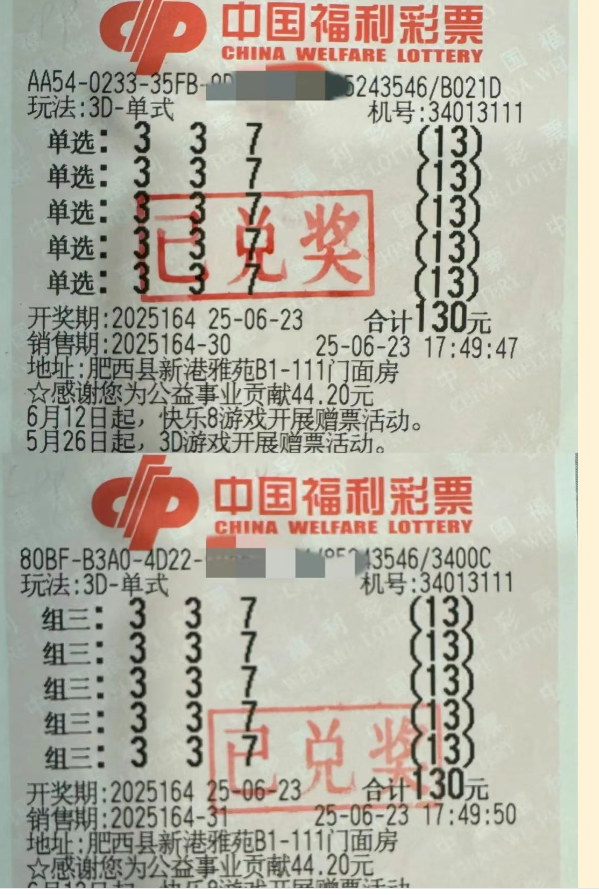 中国福利彩票
CHINA WELFARE LOTTERY
AA54-0233-35FB- 5243546/B021D
玩法:3D-单式 机号:34013111
单选: 3 3 7 (13)
单选: 3 3 7 (13)
单选: 3 3 7 (13)
单选: 3 3 7 (13)
单选: 3 3 7 (13)
已兑奖
开奖期:2025164 25-06-23 合计130元
销售期:2025164-30 25-06-23 17:49:47
地址:肥西县新港雅苑B1-111门面房
☆感谢您为公益事业贡献44.20元
6月12日起，快乐8游戏开展赠票活动。
5月26日起，3D游戏开展赠票活动。
中国福利彩票
CHINA WELFARE LOTTERY
80BF-B3A0-4D22- 43546/3400C
玩法:3D-单式 机号:34013111
组三: 3 3 7 (13)
组三: 3 3 7 (13)
组三: 3 3 7 (13)
组三: 3 3 7 (13)
组三: 3 3 7 (13)
已兑奖
开奖期:2025164 25-06-23 合计130元
销售期:2025164-31 25-06-23 17:49:50
地址:肥西县新港雅苑B1-111门面房
☆感谢您为公益事业贡献44.20元